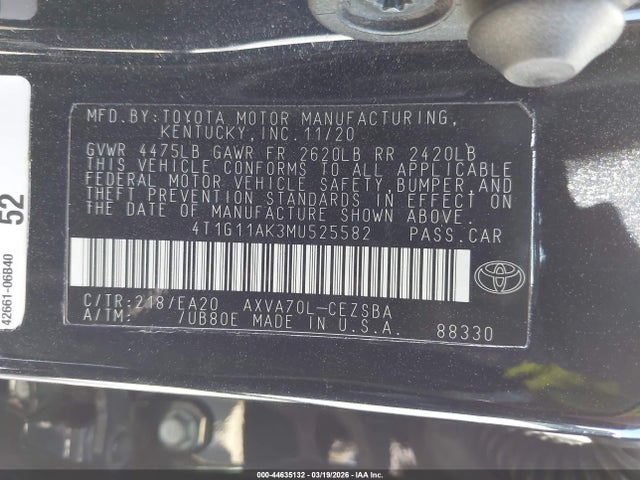 MFD.BY:TOYOTA MOTOR MANUFACTURING,
KENTUCKY,INC.11/20
GVWR 4475LB GAWR FR 2620LB RR 2420LB
THIS VEHICLE CONFORMS TO ALL APPLICABLE
FEDERAL MOTOR VEHICLE SAFETY,BUMPER,AND
THEFT PREVENTION STANDARDS IN EFFECT ON
THE DATE OF MANUFACTURE SHOWN ABOVE.
4T1G11AK3MU525582 PASS.CAR
C/TR:218/EA20 AXVA70L-CEZSBA
A/TM: 7UB80E MADE IN U.S.A. 88330
52
42661-06B40
000-44635132 - 03/19/2026 - IAA Inc.